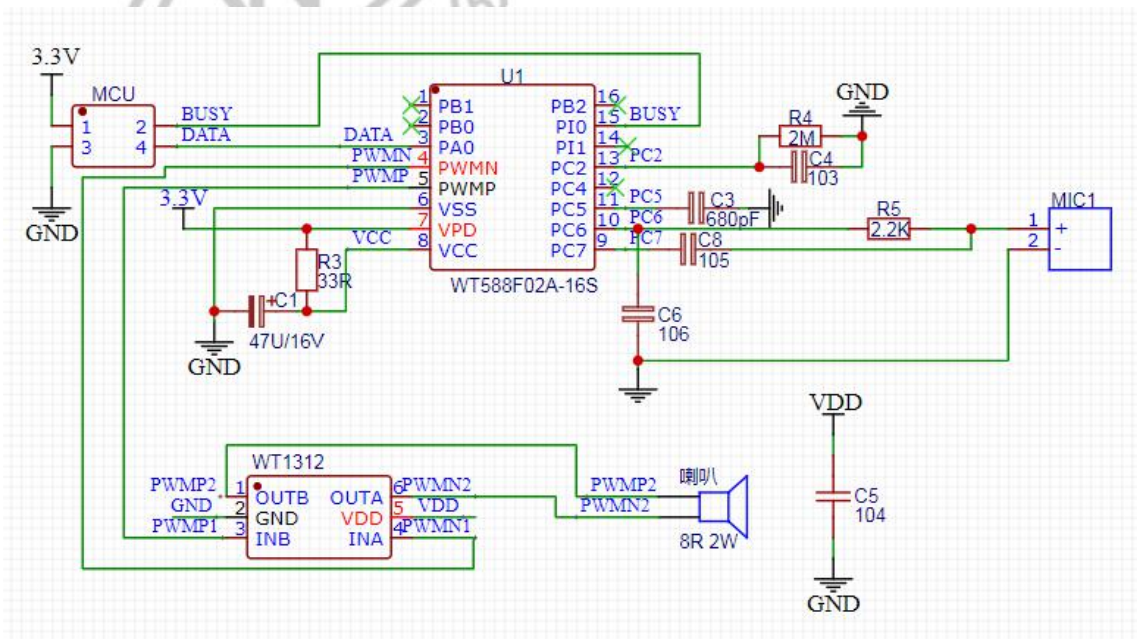 3.3V
MCU
1
2
3
4
BUSY
DATA
GND
U1
1
PB1
2
PB0
DATA
3
PA0
PWMN
4
PWMN
PWMP
5
PWMP
6
VSS
3.3V
7
VPD
VCC
8
VCC
16
PB2
15
PI0
BUSY
14
PI1
13
PC2
PC2
12
PC4
11
PC5
PC5
10
PC6
PC6
9
PC7
PC7
WT588F02A-16S
GND
R4
2M
C4
103
C3
680pF
C8
105
R5
2.2K
MIC1
1
+
2
-
R3
33R
+C1
47U/16V
GND
C6
106
VDD
C5
104
GND
WT1312
PWMP2
1
OUTB
GND
2
GND
PWMP1
3
INB
OUTA
6
PWMN2
VDD
5
VDD
INA
4
PWMN1
喇叭
PWMP2
PWMN2
8R 2W